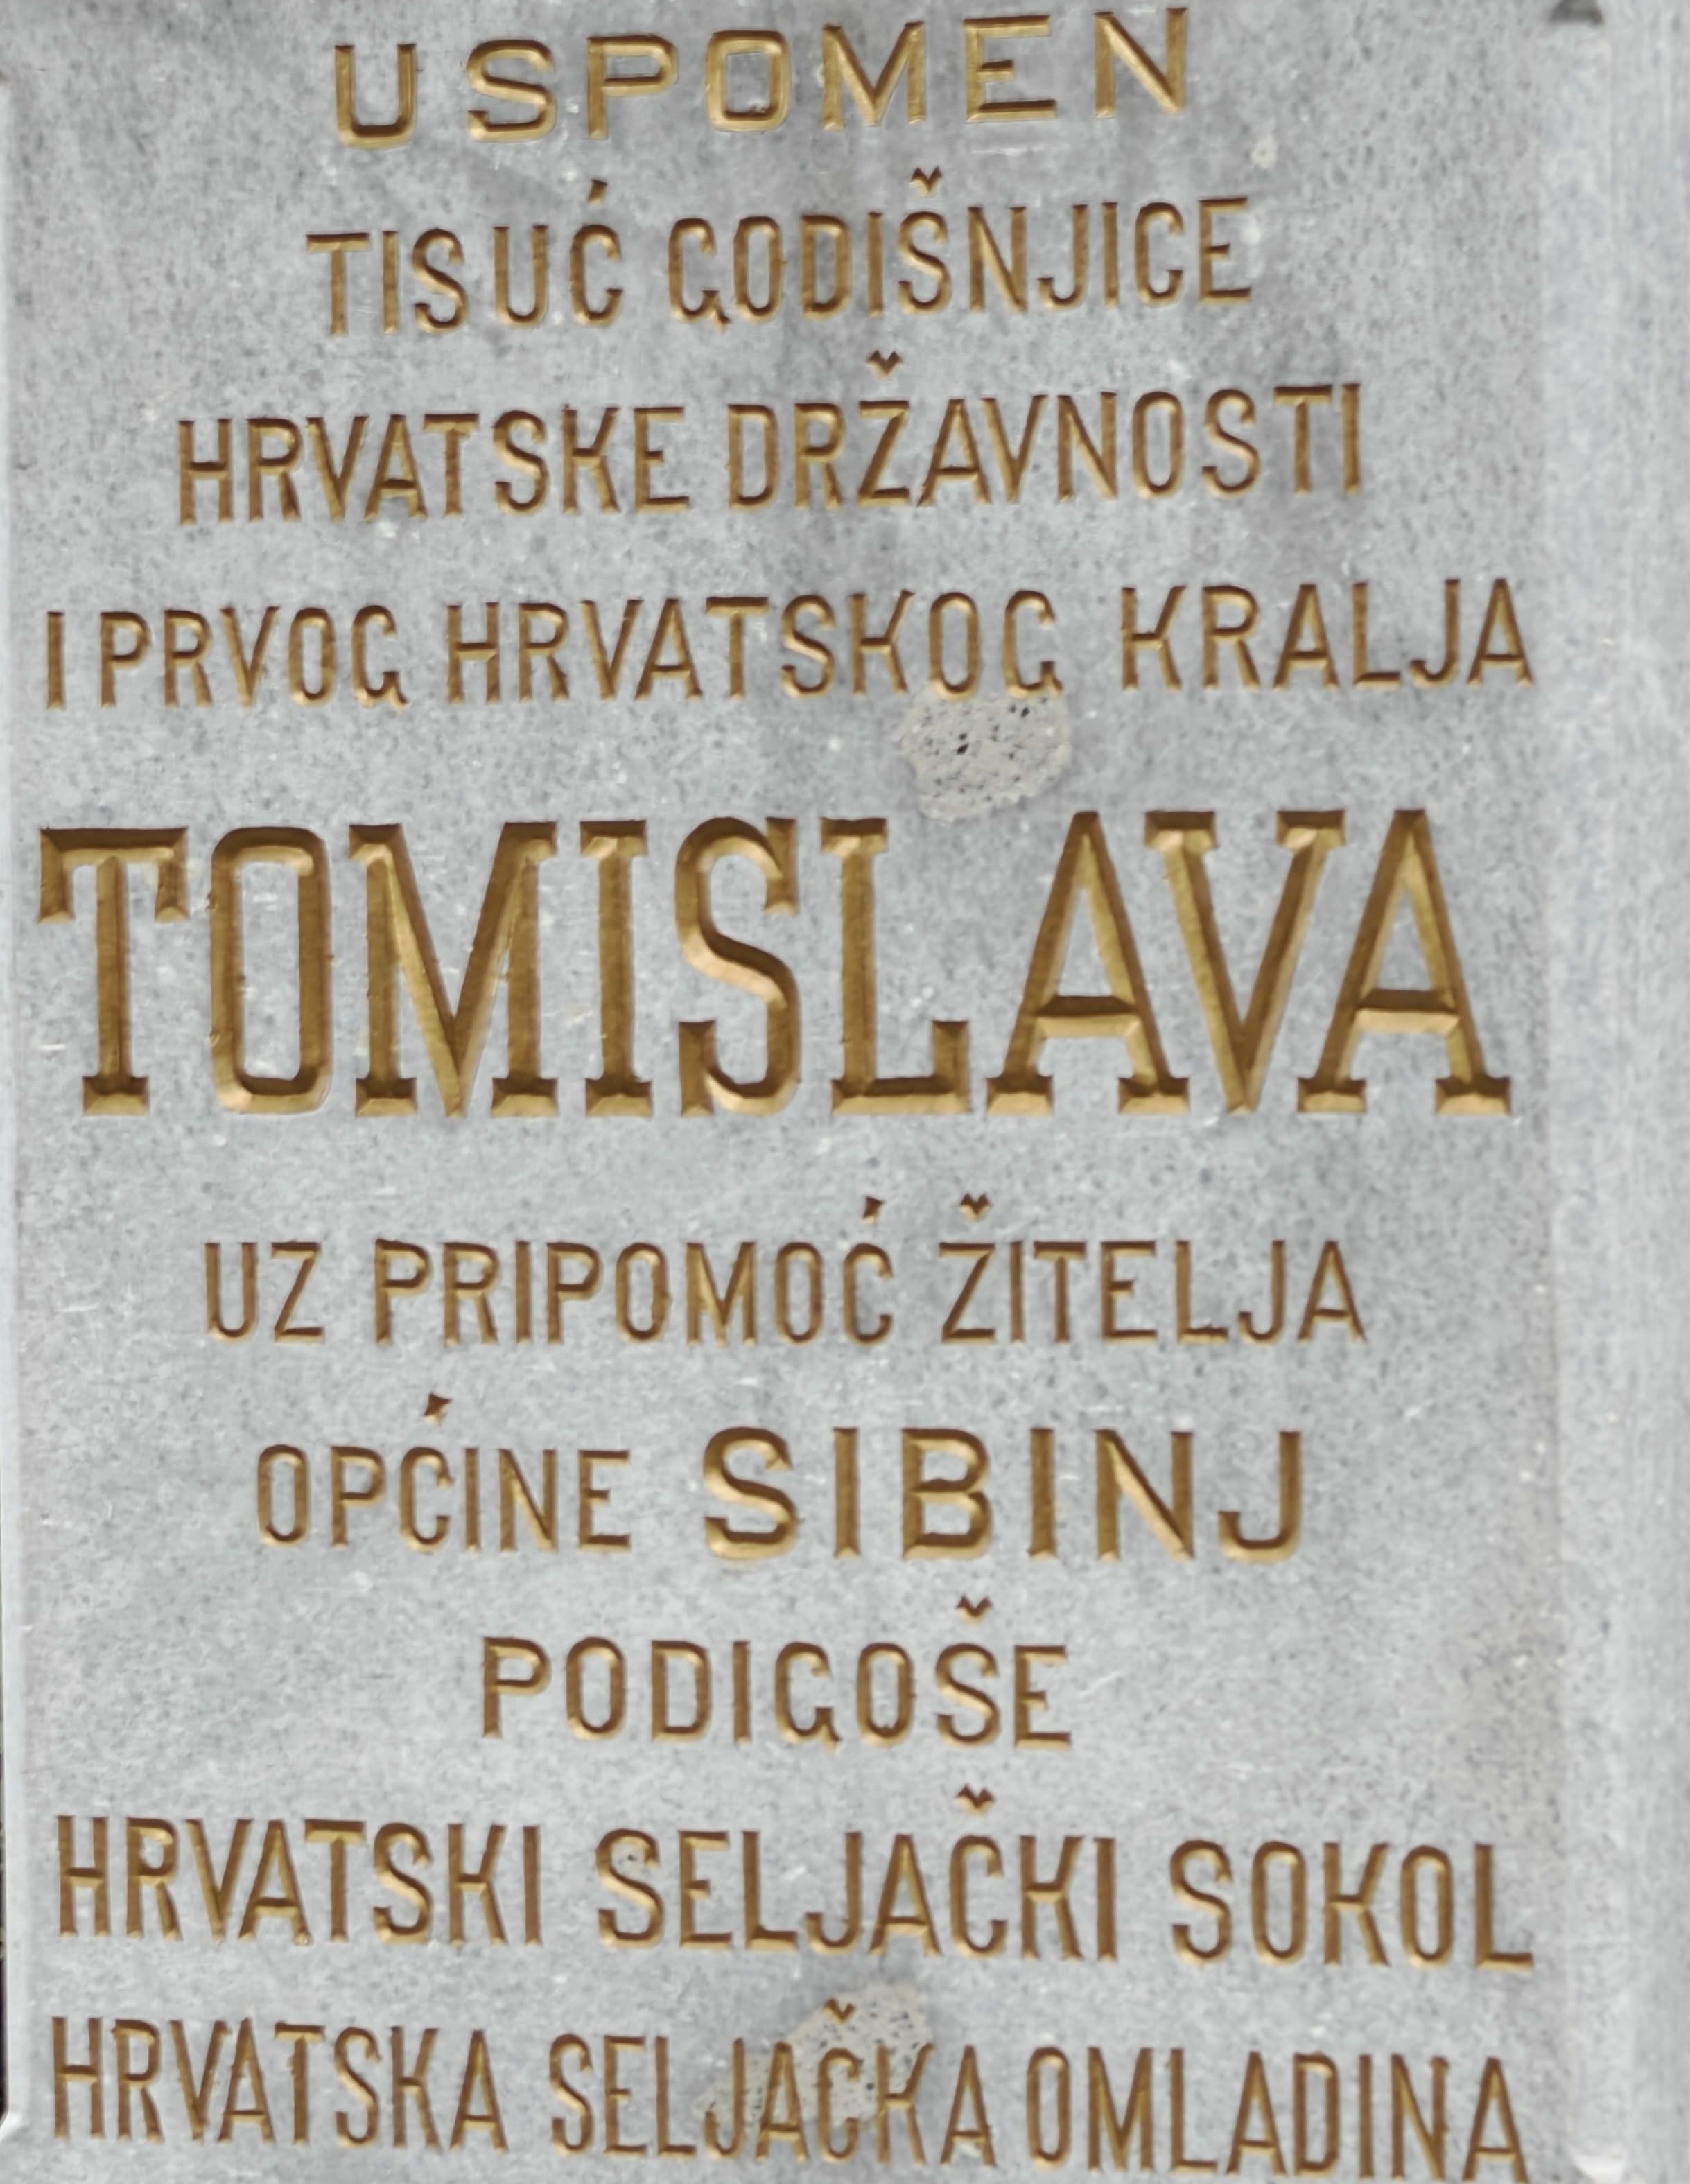 U SPOMEN
TISUĆ GODIŠNJICE
HRVATSKE DRŽAVNOSTI
I PRVOG HRVATSKOG KRALJA
TOMISLAVA
UZ PRIPOMOĆ ŽITELJA
OPĆINE SIBINJ
PODIGOŠE
HRVATSKI SELJAČKI SOKOL
HRVATSKA SELJAČKA OMLADINA